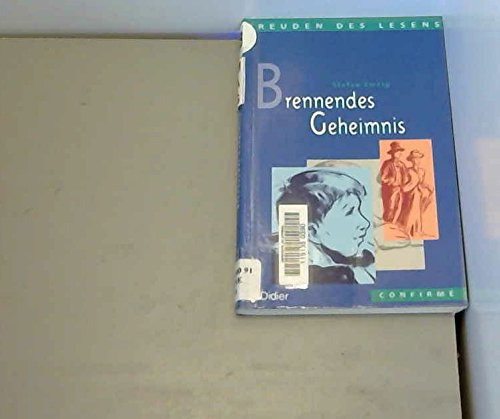 REUDEN DES LESENS
Stefan Zweig
Brennendes
Geheimnis
Didier
CONFIRMÉ